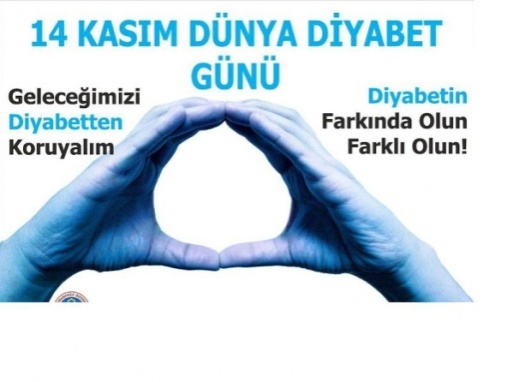 14 KASIM DÜNYA DİYABET
GÜNÜ
Geleceğimizi
Diyabetten
Koruyalım
Diyabetin
Farkında Olun
Farklı Olun!